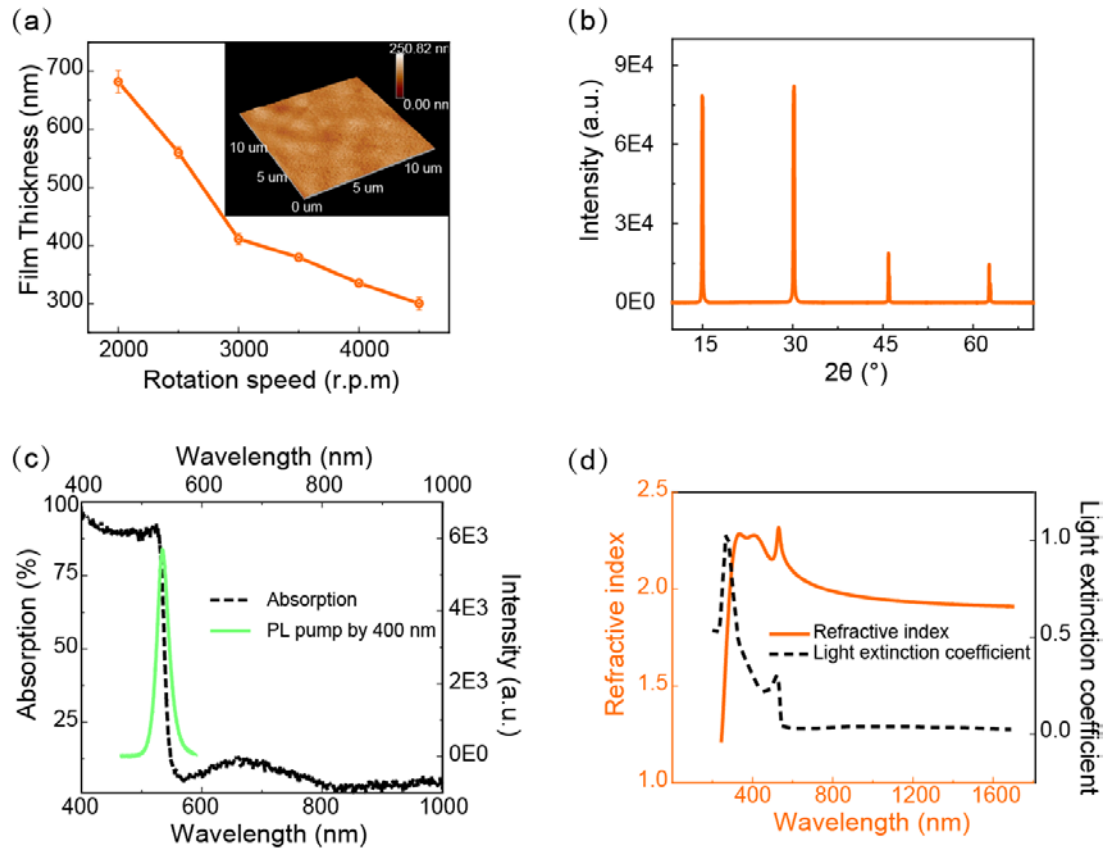 (a)
Film Thickness (nm)
700
600
500
400
300
2000
3000
4000
Rotation speed (r.p.m)
250.82 nm
0.00 nm
10 um
5 um
0 um
5 um
10 um
(b)
Intensity (a.u.)
9E4
6E4
3E4
0E0
15
30
45
60
2θ (°)
(c)
Wavelength (nm)
400
600
800
1000
Absorption (%)
100
75
50
25
6E3
4E3
2E3
0E0
Intensity (a.u.)
Absorption
PL pump by 400 nm
400
600
800
1000
Wavelength (nm)
(d)
Refractive index
2.5
2.0
1.5
1.0
1.0
0.5
0.0
Light extinction coefficient
Refractive index
Light extinction coefficient
400
800
1200
1600
Wavelength (nm)